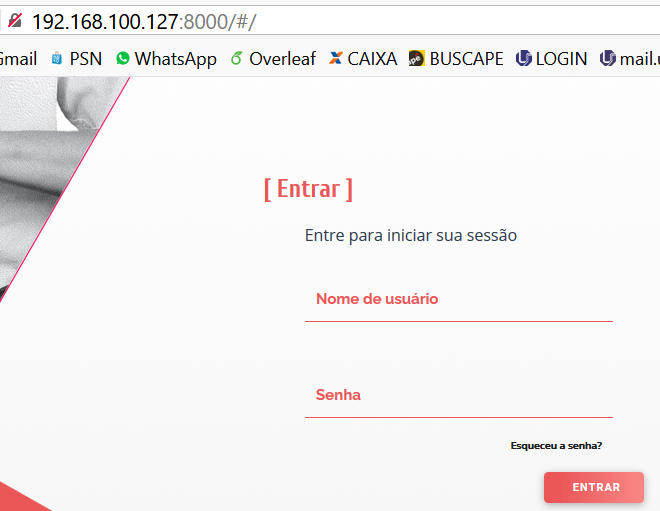 192.168.100.127:8000/#/
Gmail PSN WhatsApp Overleaf CAIXA BUSCAPE LOGIN mail.u
[ Entrar ]
Entre para iniciar sua sessão
Nome de usuário
Senha
Esqueceu a senha?
ENTRAR